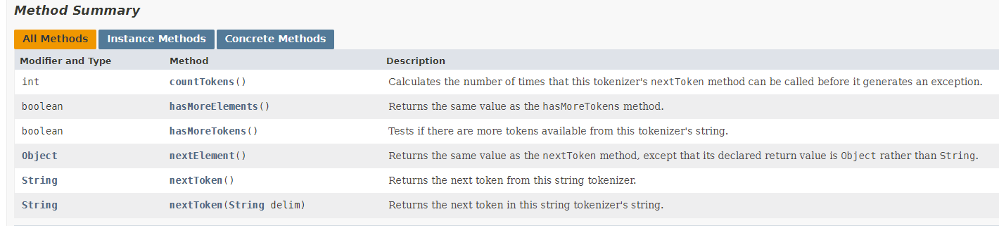 Method Summary
All Methods Instance Methods Concrete Methods
Modifier and Type Method Description
int countTokens() Calculates the number of times that this tokenizer's nextToken method can be called before it generates an exception.
boolean hasMoreElements() Returns the same value as the hasMoreTokens method.
boolean hasMoreTokens() Tests if there are more tokens available from this tokenizer's string.
Object nextElement() Returns the same value as the nextToken method, except that its declared return value is Object rather than String.
String nextToken() Returns the next token from this string tokenizer.
String nextToken(String delim) Returns the next token in this string tokenizer's string.